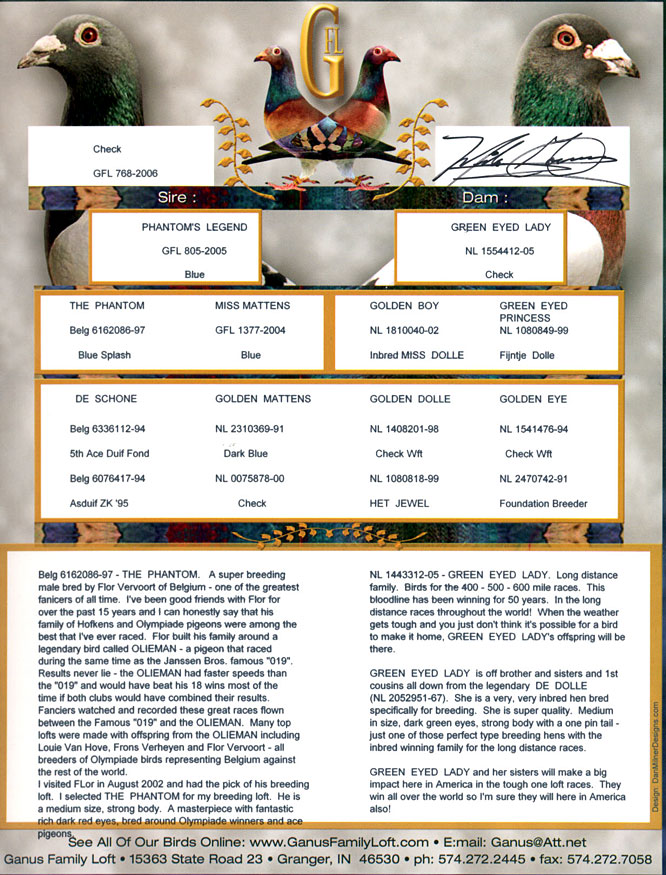 GFL
Check
GFL 768-2006
Sire :
Dam :
PHANTOM'S LEGEND
GFL 805-2005
Blue
GREEN EYED LADY
NL 1554412-05
Check
THE PHANTOM
Belg 6162086-97
Blue Splash
MISS MATTENS
GFL 1377-2004
Blue
GOLDEN BOY
NL 1810040-02
Inbred MISS DOLLE
GREEN EYED
PRINCESS
NL 1080849-99
Fijntje Dolle
DE SCHONE
Belg 6336112-94
5th Ace Duif Fond
Belg 6076417-94
Asduif ZK '95
GOLDEN MATTENS
NL 2310369-91
Dark Blue
NL 0075878-00
Check
GOLDEN DOLLE
NL 1408201-98
Check Wft
NL 1080818-99
HET JEWEL
GOLDEN EYE
NL 1541476-94
Check Wft
NL 2470742-91
Foundation Breeder
Belg 6162086-97 - THE PHANTOM. A super breeding
male bred by Flor Vervoort of Belgium - one of the greatest
fanicers of all time. I've been good friends with Flor for
over the past 15 years and I can honestly say that his
family of Hofkens and Olympiade pigeons were among the
best that I've ever raced. Flor built his family around a
legendary bird called OLIEMAN - a pigeon that raced
during the same time as the Janssen Bros. famous "019".
Results never lie - the OLIEMAN had faster speeds than
the "019" and would have beat his 18 wins most of the
time if both clubs would have combined their results.
Fanciers watched and recorded these great races flown
between the Famous "019" and the OLIEMAN. Many top
lofts were made with offspring from the OLIEMAN including
Louie Van Hove, Frons Verheyen and Flor Vervoort - all
breeders of Olympiade birds representing Belgium against
the rest of the world.
I visited FLor in August 2002 and had the pick of his breeding
loft. I selected THE PHANTOM for my breeding loft. He is
a medium size, strong body. A masterpiece with fantastic
rich dark red eyes, bred around Olympiade winners and ace
pigeons.
NL 1443312-05 - GREEN EYED LADY. Long distance
family. Birds for the 400 - 500 - 600 mile races. This
bloodline has been winning for 50 years. In the long
distance races throughout the world! When the weather
gets tough and you just don't think it's possible for a bird
to make it home, GREEN EYED LADY's offspring will be
there.
GREEN EYED LADY is off brother and sisters and 1st
cousins all down from the legendary DE DOLLE
(NL 2052951-67). She is a very, very inbred hen bred
specifically for breeding. She is super quality. Medium
in size, dark green eyes, strong body with a one pin tail -
just one of those perfect type breeding hens with the
inbred winning family for the long distance races.
GREEN EYED LADY and her sisters will make a big
impact here in America in the tough one loft races. They
win all over the world so I'm sure they will here in America
also!
Design: DanMilnerDesigns.com
See All Of Our Birds Online: www.GanusFamilyLoft.com • E:mail: Ganus@Att.net
Ganus Family Loft • 15363 State Road 23 • Granger, IN 46530 • ph: 574.272.2445 • fax: 574.272.7058